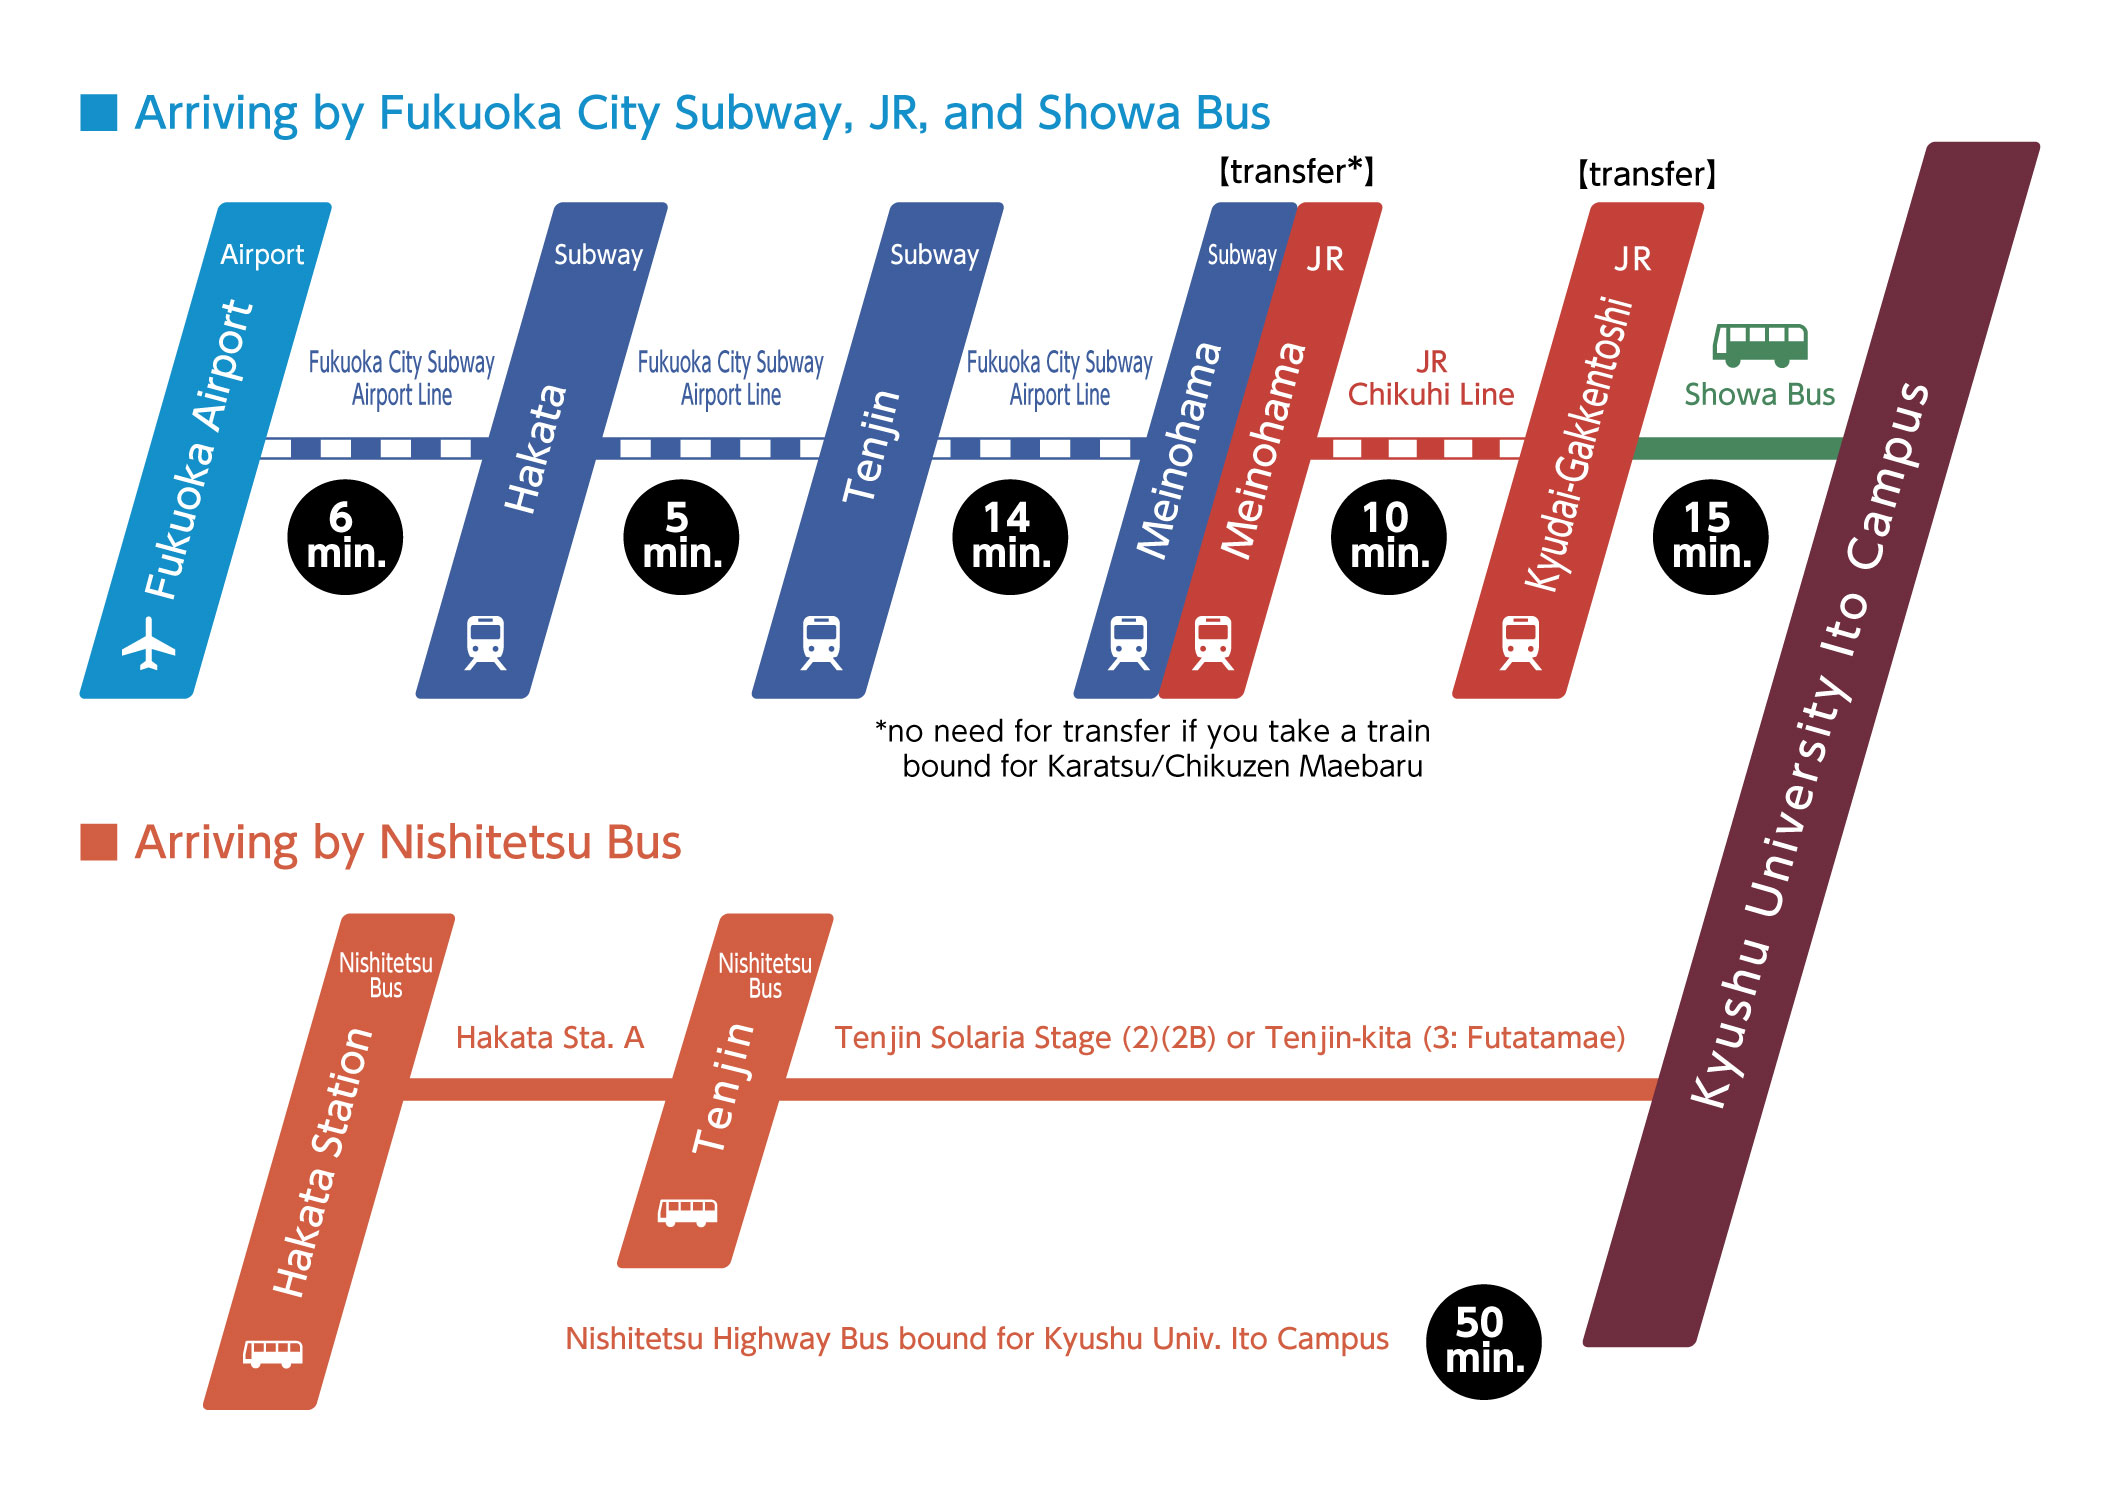 Arriving by Fukuoka City Subway, JR, and Showa Bus
【transfer*】
【transfer】
Airport
Fukuoka Airport
Fukuoka City Subway
Airport Line
6
min.
Subway
Hakata
Fukuoka City Subway
Airport Line
5
min.
Subway
Tenjin
Fukuoka City Subway
Airport Line
14
min.
Subway
Meinohama
JR
Meinohama
JR
Chikuhi Line
10
min.
JR
Kyudai-Gakkentoshi
Showa Bus
15
min.
Kyushu University Ito Campus
*no need for transfer if you take a train
bound for Karatsu/Chikuzen Maebaru
Arriving by Nishitetsu Bus
Nishitetsu
Bus
Hakata Station
Hakata Sta. A
Nishitetsu
Bus
Tenjin
Tenjin Solaria Stage (2)(2B) or Tenjin-kita (3: Futatamae)
Nishitetsu Highway Bus bound for Kyushu Univ. Ito Campus
50
min.